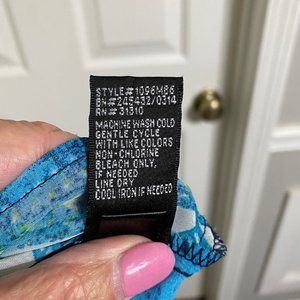 STYLE#1096M86
BN#245432/0314
RN#31310
MACHINE WASH COLD
GENTLE CYCLE
WITH LIKE COLORS
NON-CHLORINE
BLEACH ONLY,
IF NEEDED
LINE DRY
COOL IRON IF NEEDED